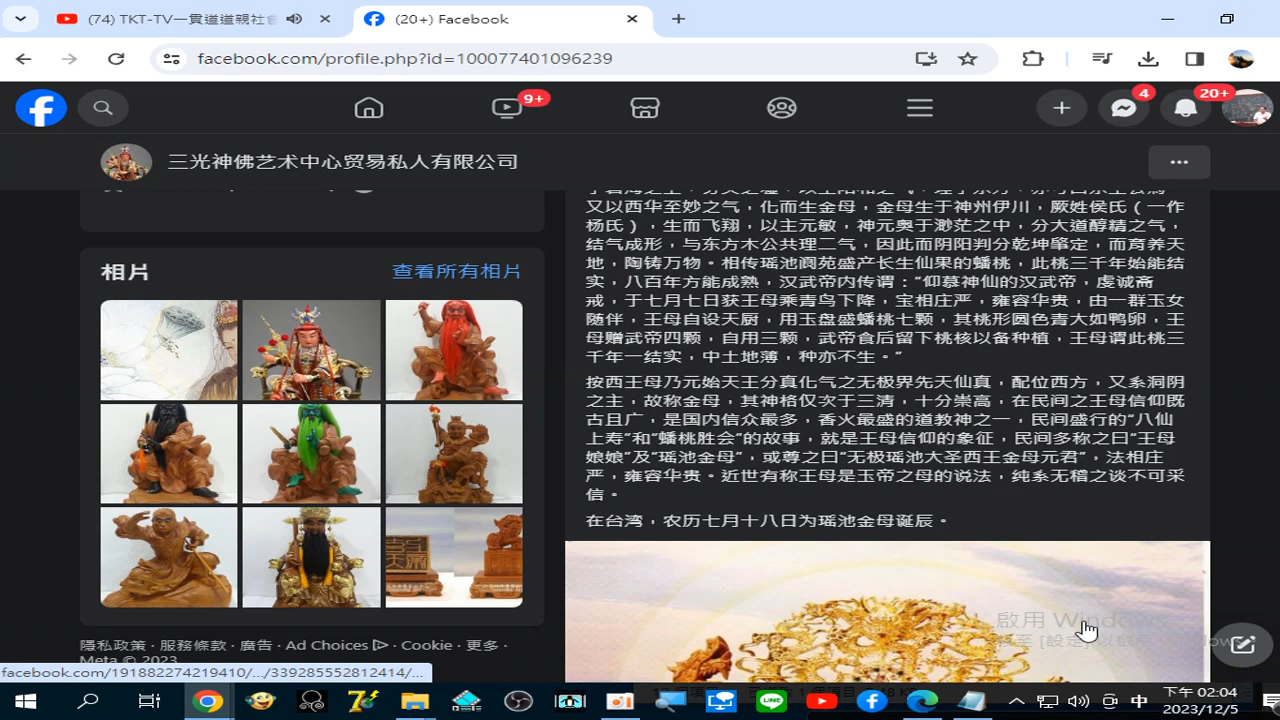 (74) TKT-TV一貫道道親社會
(20+) Facebook
facebook.com/profile.php?id=100077401096239
9+
4
20+
三光神佛艺术中心贸易私人有限公司
相片
查看所有相片
又以西华至妙之气，化而生金母，金母生于神州伊川，厥姓侯氏（一作
杨氏），生而飞翔，以主元敏，神元奥于渺茫之中，分大道醇精之气，
结气成形，与东方木公共理二气，因此而阴阳判分乾坤肇定，而育养天
地，陶铸万物。相传瑶池阆苑盛产长生仙果的蟠桃，此桃三千年始能结
实，八百年方能成熟，汉武帝内传谓：“仰慕神仙的汉武帝，虔诚斋
戒，于七月七日获王母乘青鸟下降，宝相庄严，雍容华贵，由一群玉女
随伴，王母自设天厨，用玉盘盛蟠桃七颗，其桃形圆色青大如鸭卵，王
母赠武帝四颗，自用三颗，武帝食后留下桃核以备种植，王母谓此桃三
千年一结实，中土地薄，种亦不生。”
按西王母乃元始天王分真化气之无极界先天仙真，配位西方，又系洞阴
之主，故称金母，其神格仅次于三清，十分崇高，在民间之王母信仰既
古且广，是国内信众最多，香火最盛的道教神之一，民间盛行的“八仙
上寿”和“蟠桃胜会”的故事，就是王母信仰的象征，民间多称之曰“王母
娘娘”及“瑶池金母”，或尊之曰“无极瑶池大圣西王金母元君”，法相庄
严，雍容华贵。近世有称王母是玉帝之母的说法，纯系无稽之谈不可采
信。
在台湾，农历七月十八日为瑶池金母诞辰。
隱私政策 · 服務條款 · 廣告 · Ad Choices · Cookie · 更多 ·
Meta © 2023
啟用 Windows
facebook.com/191882274219410/.../339285552812414/...
中
下午 02:04
2023/12/5